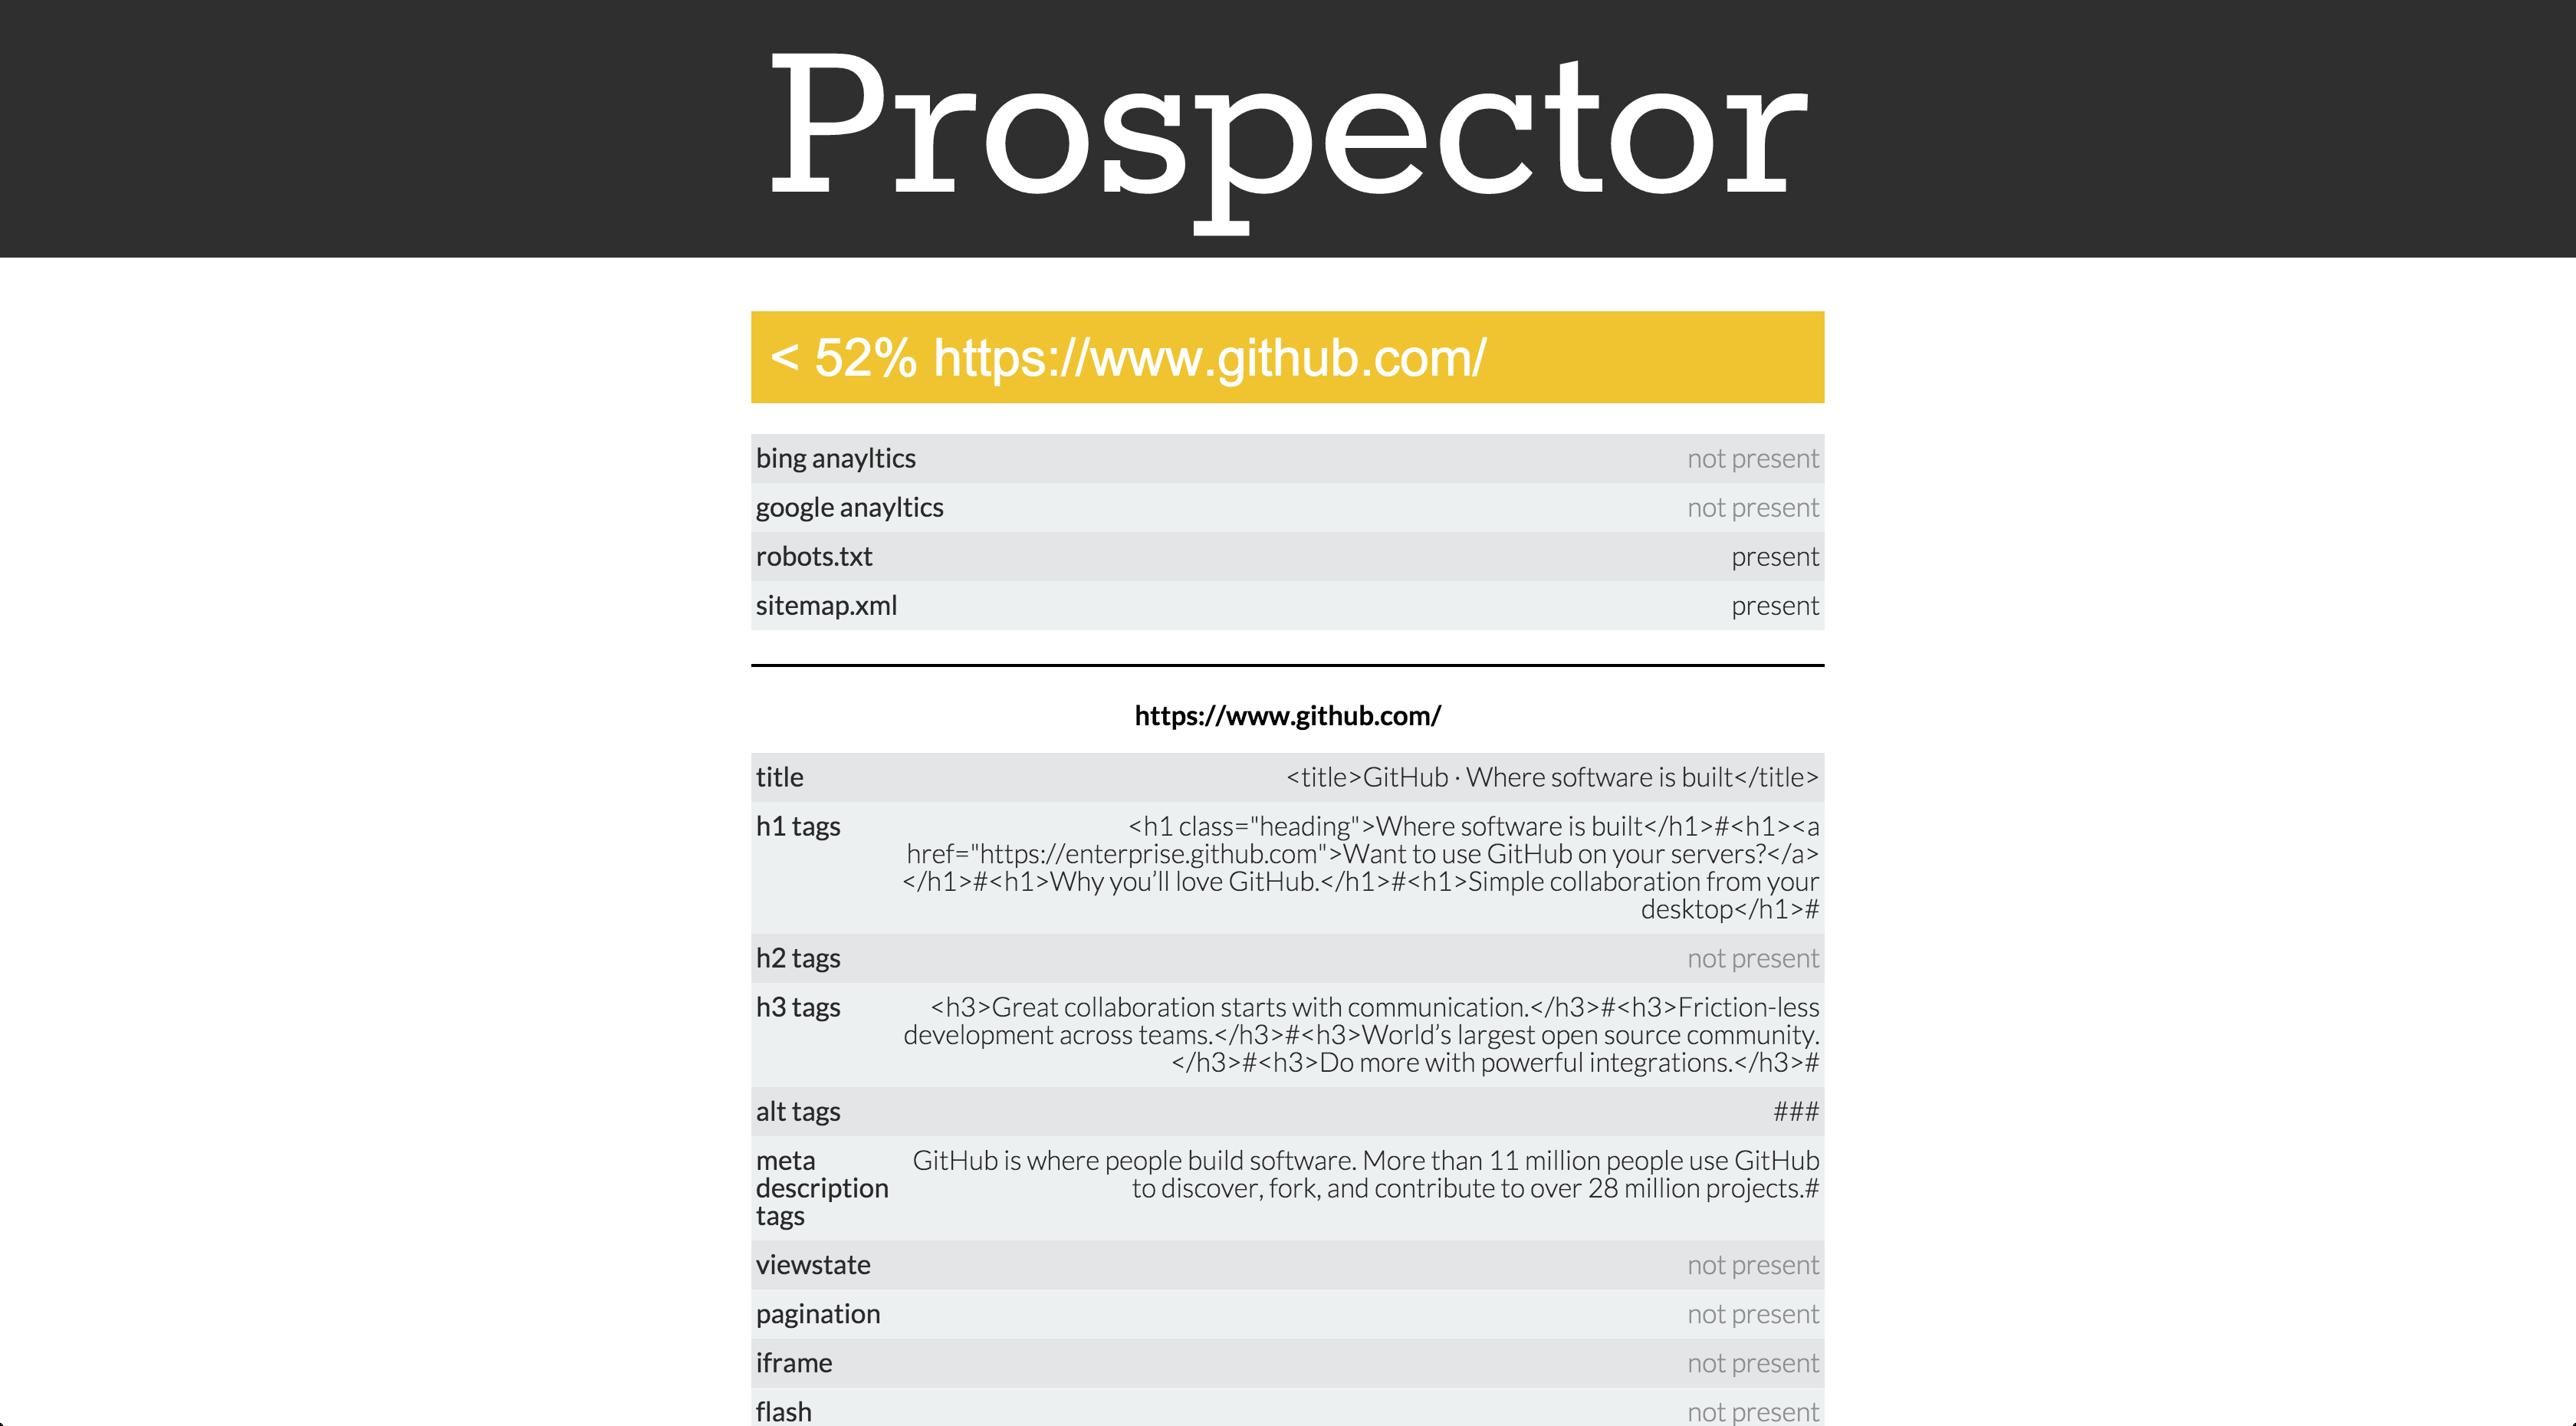 Prospector
< 52% https://www.github.com/
bing anayltics not present
google anayltics not present
robots.txt present
sitemap.xml present
https://www.github.com/
title <title>GitHub · Where software is built</title>
h1 tags <h1 class="heading">Where software is built</h1>#<h1><a
href="https://enterprise.github.com">Want to use GitHub on your servers?</a>
</h1>#<h1>Why you’ll love GitHub.</h1>#<h1>Simple collaboration from your
desktop</h1>#
h2 tags not present
h3 tags <h3>Great collaboration starts with communication.</h3>#<h3>Friction-less
development across teams.</h3>#<h3>World’s largest open source community.
</h3>#<h3>Do more with powerful integrations.</h3>#
alt tags ###
meta GitHub is where people build software. More than 11 million people use GitHub
description to discover, fork, and contribute to over 28 million projects.#
tags
viewstate not present
pagination not present
iframe not present
flash not present